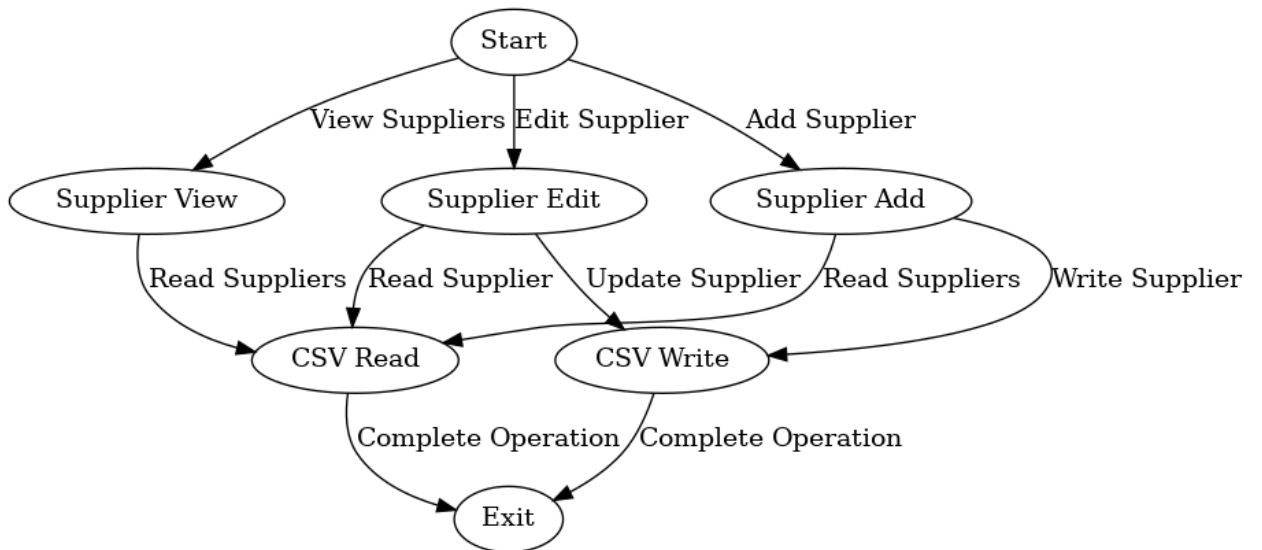 Start
View Suppliers
Edit Supplier
Add Supplier
Supplier View
Supplier Edit
Supplier Add
Read Suppliers
Read Supplier
Update Supplier
Read Suppliers
Write Supplier
CSV Read
CSV Write
Complete Operation
Complete Operation
Exit